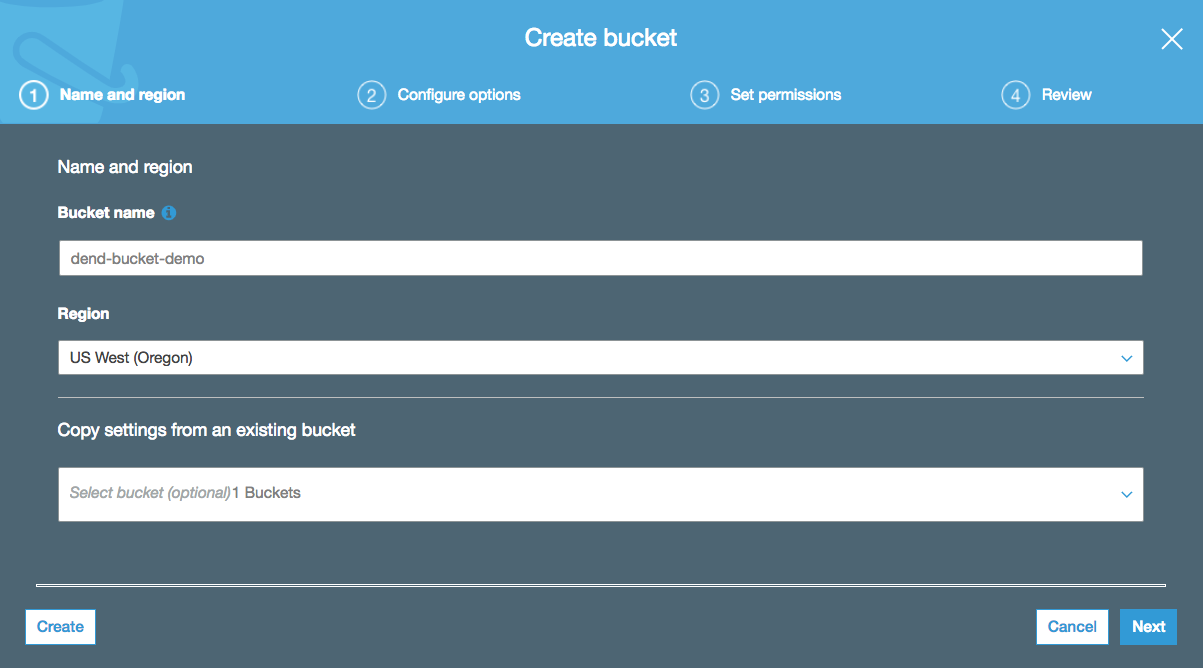 Create bucket
1 Name and region
2 Configure options
3 Set permissions
4 Review
Name and region
Bucket name
dend-bucket-demo
Region
US West (Oregon)
Copy settings from an existing bucket
Select bucket (optional)1 Buckets
Create
Cancel
Next